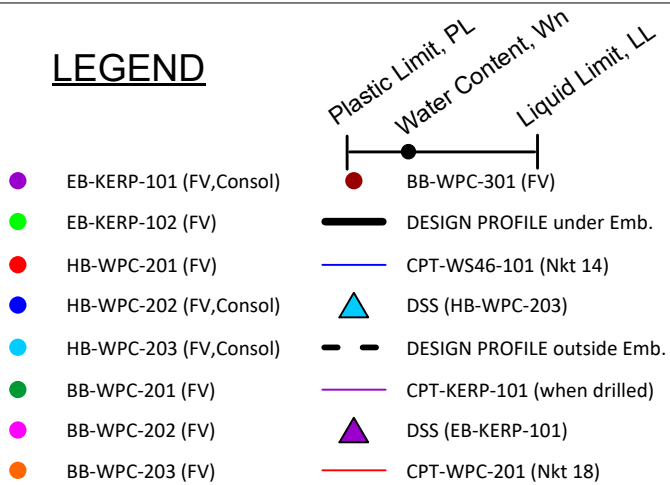 LEGEND
Plastic Limit, PL
Water Content, Wn
Liquid Limit, LL
EB-KERP-101 (FV,Consol)
BB-WPC-301 (FV)
EB-KERP-102 (FV)
DESIGN PROFILE under Emb.
HB-WPC-201 (FV)
CPT-WS46-101 (Nkt 14)
HB-WPC-202 (FV,Consol)
DSS (HB-WPC-203)
HB-WPC-203 (FV,Consol)
DESIGN PROFILE outside Emb.
BB-WPC-201 (FV)
CPT-KERP-101 (when drilled)
BB-WPC-202 (FV)
DSS (EB-KERP-101)
BB-WPC-203 (FV)
CPT-WPC-201 (Nkt 18)